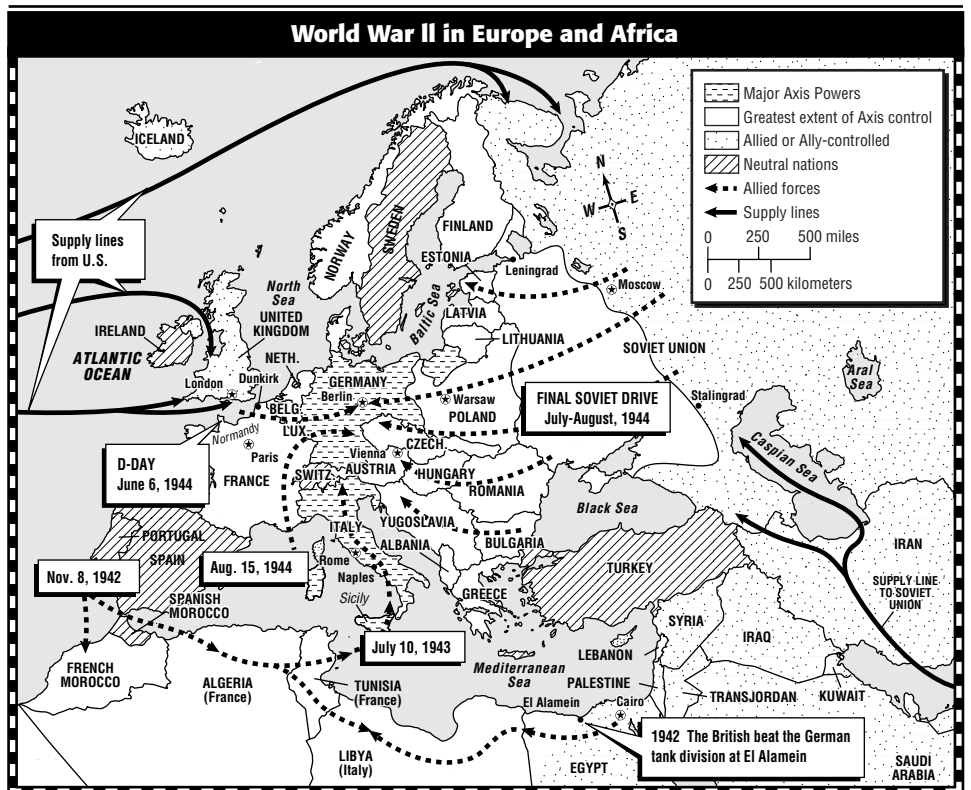 World War II in Europe and Africa
Major Axis Powers
Greatest extent of Axis control
Allied or Ally-controlled
Neutral nations
Allied forces
Supply lines
0 250 500 miles
0 250 500 kilometers
N
W E
S
ICELAND
Supply lines
from U.S.
NORWAY
SWEDEN
FINLAND
ESTONIA
Leningrad
Moscow
North
Sea
Baltic Sea
LATVIA
LITHUANIA
SOVIET UNION
IRELAND
UNITED
KINGDOM
ATLANTIC
OCEAN
NETH.
London
Dunkirk
GERMANY
Berlin
BELG.
LUX.
Warsaw
POLAND
FINAL SOVIET DRIVE
July-August, 1944
Stalingrad
Aral
Sea
Caspian Sea
Normandy
Paris
D-DAY
June 6, 1944
FRANCE
CZECH.
Vienna
AUSTRIA
SWITZ.
HUNGARY
ROMANIA
Black Sea
ITALY
YUGOSLAVIA
ALBANIA
BULGARIA
PORTUGAL
SPAIN
Aug. 15, 1944
Rome
Naples
Sicily
GREECE
TURKEY
IRAN
SUPPLY LINE
TO SOVIET
UNION
Nov. 8, 1942
SPANISH
MOROCCO
July 10, 1943
SYRIA
IRAQ
FRENCH
MOROCCO
ALGERIA
(France)
TUNISIA
(France)
Mediterranean
Sea
LEBANON
PALESTINE
TRANSJORDAN
KUWAIT
El Alamein
Cairo
1942 The British beat the German
tank division at El Alamein
LIBYA
(Italy)
EGYPT
SAUDI
ARABIA